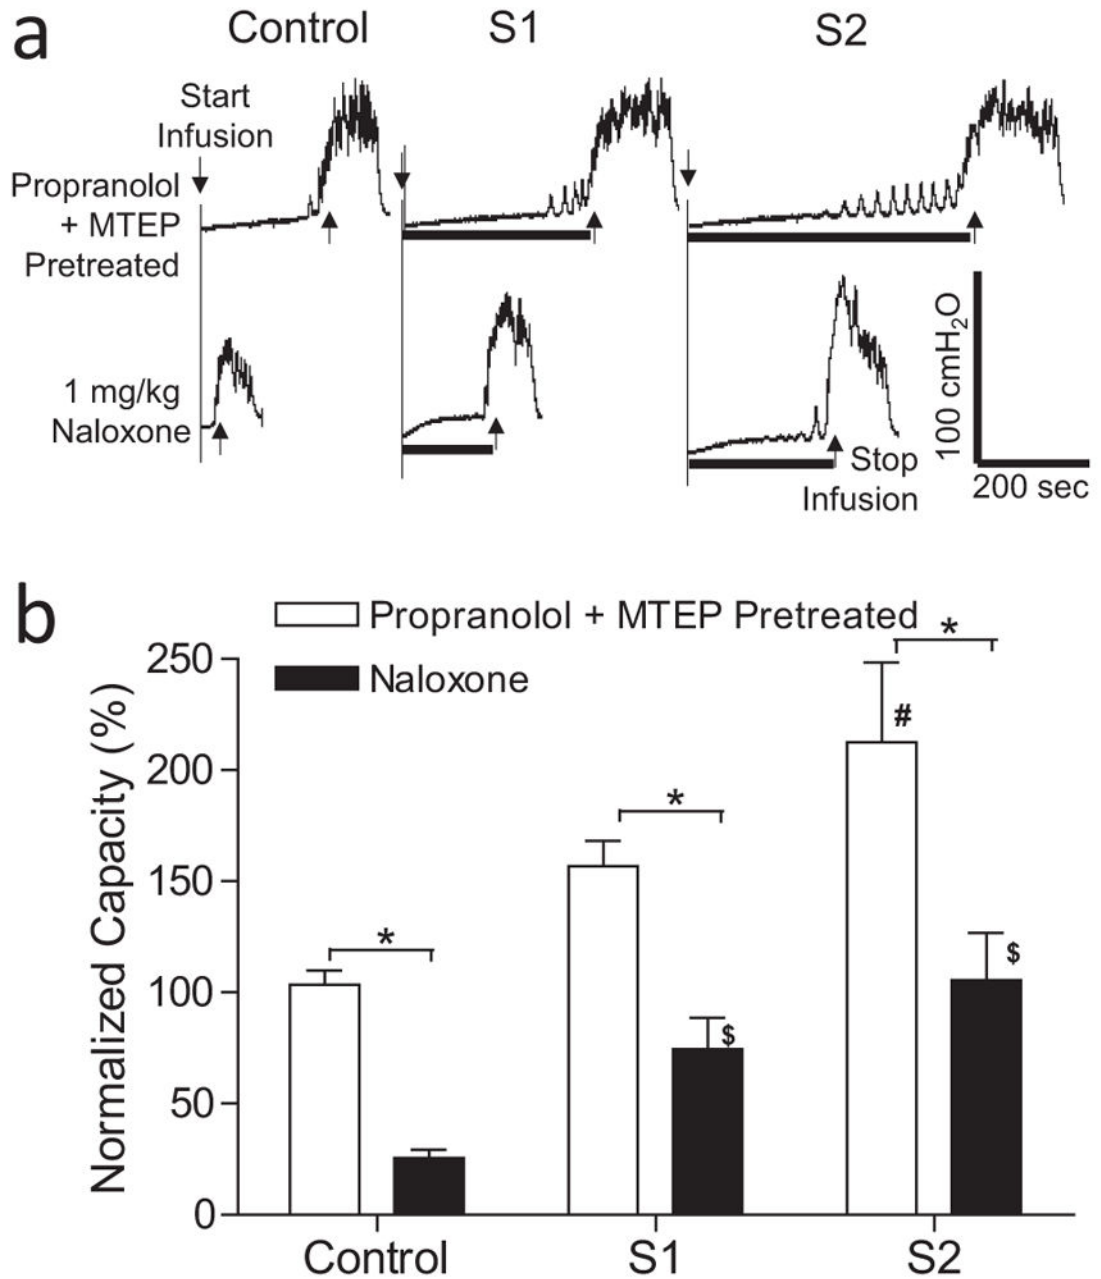 a
Control
S1
S2
Start
Infusion
Propranolol
+ MTEP
Pretreated
1 mg/kg
Naloxone
Stop
Infusion
100 cmH₂O
200 sec
b
Propranolol + MTEP Pretreated
Naloxone
Normalized Capacity (%)
250
200
150
100
50
0
*
*
*
#
$
$
Control
S1
S2